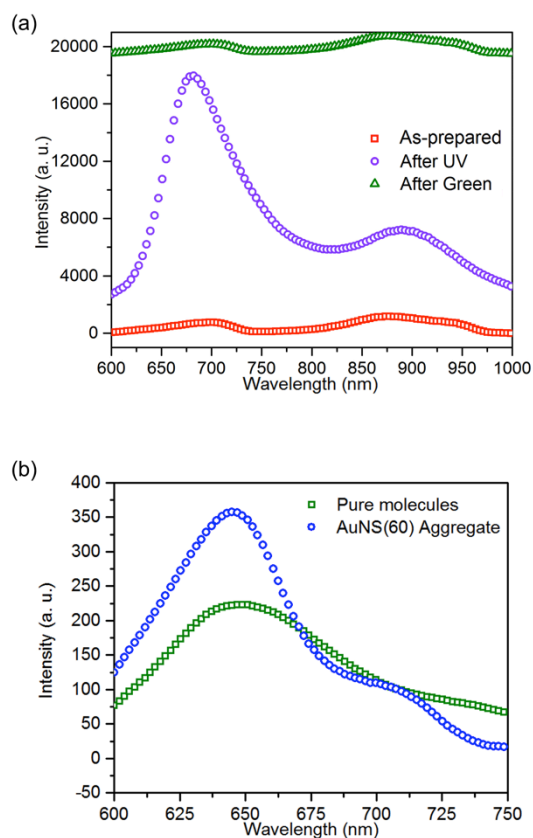 (a)
20000
16000
12000
8000
4000
0
Intensity (a. u.)
As-prepared
After UV
After Green
600 650 700 750 800 850 900 950 1000
Wavelength (nm)
(b)
400
350
300
250
200
150
100
50
0
-50
Intensity (a. u.)
Pure molecules
AuNS(60) Aggregate
600 625 650 675 700 725 750
Wavelength (nm)